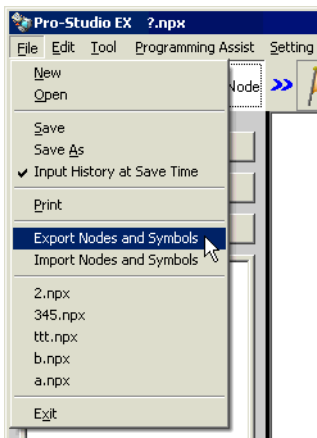 Pro-Studio EX ?.npx
File Edit Tool Programming Assist Setting
Node
New
Open
Save
Save As
Input History at Save Time
Print
Export Nodes and Symbols
Import Nodes and Symbols
2.npx
345.npx
ttt.npx
b.npx
a.npx
Exit